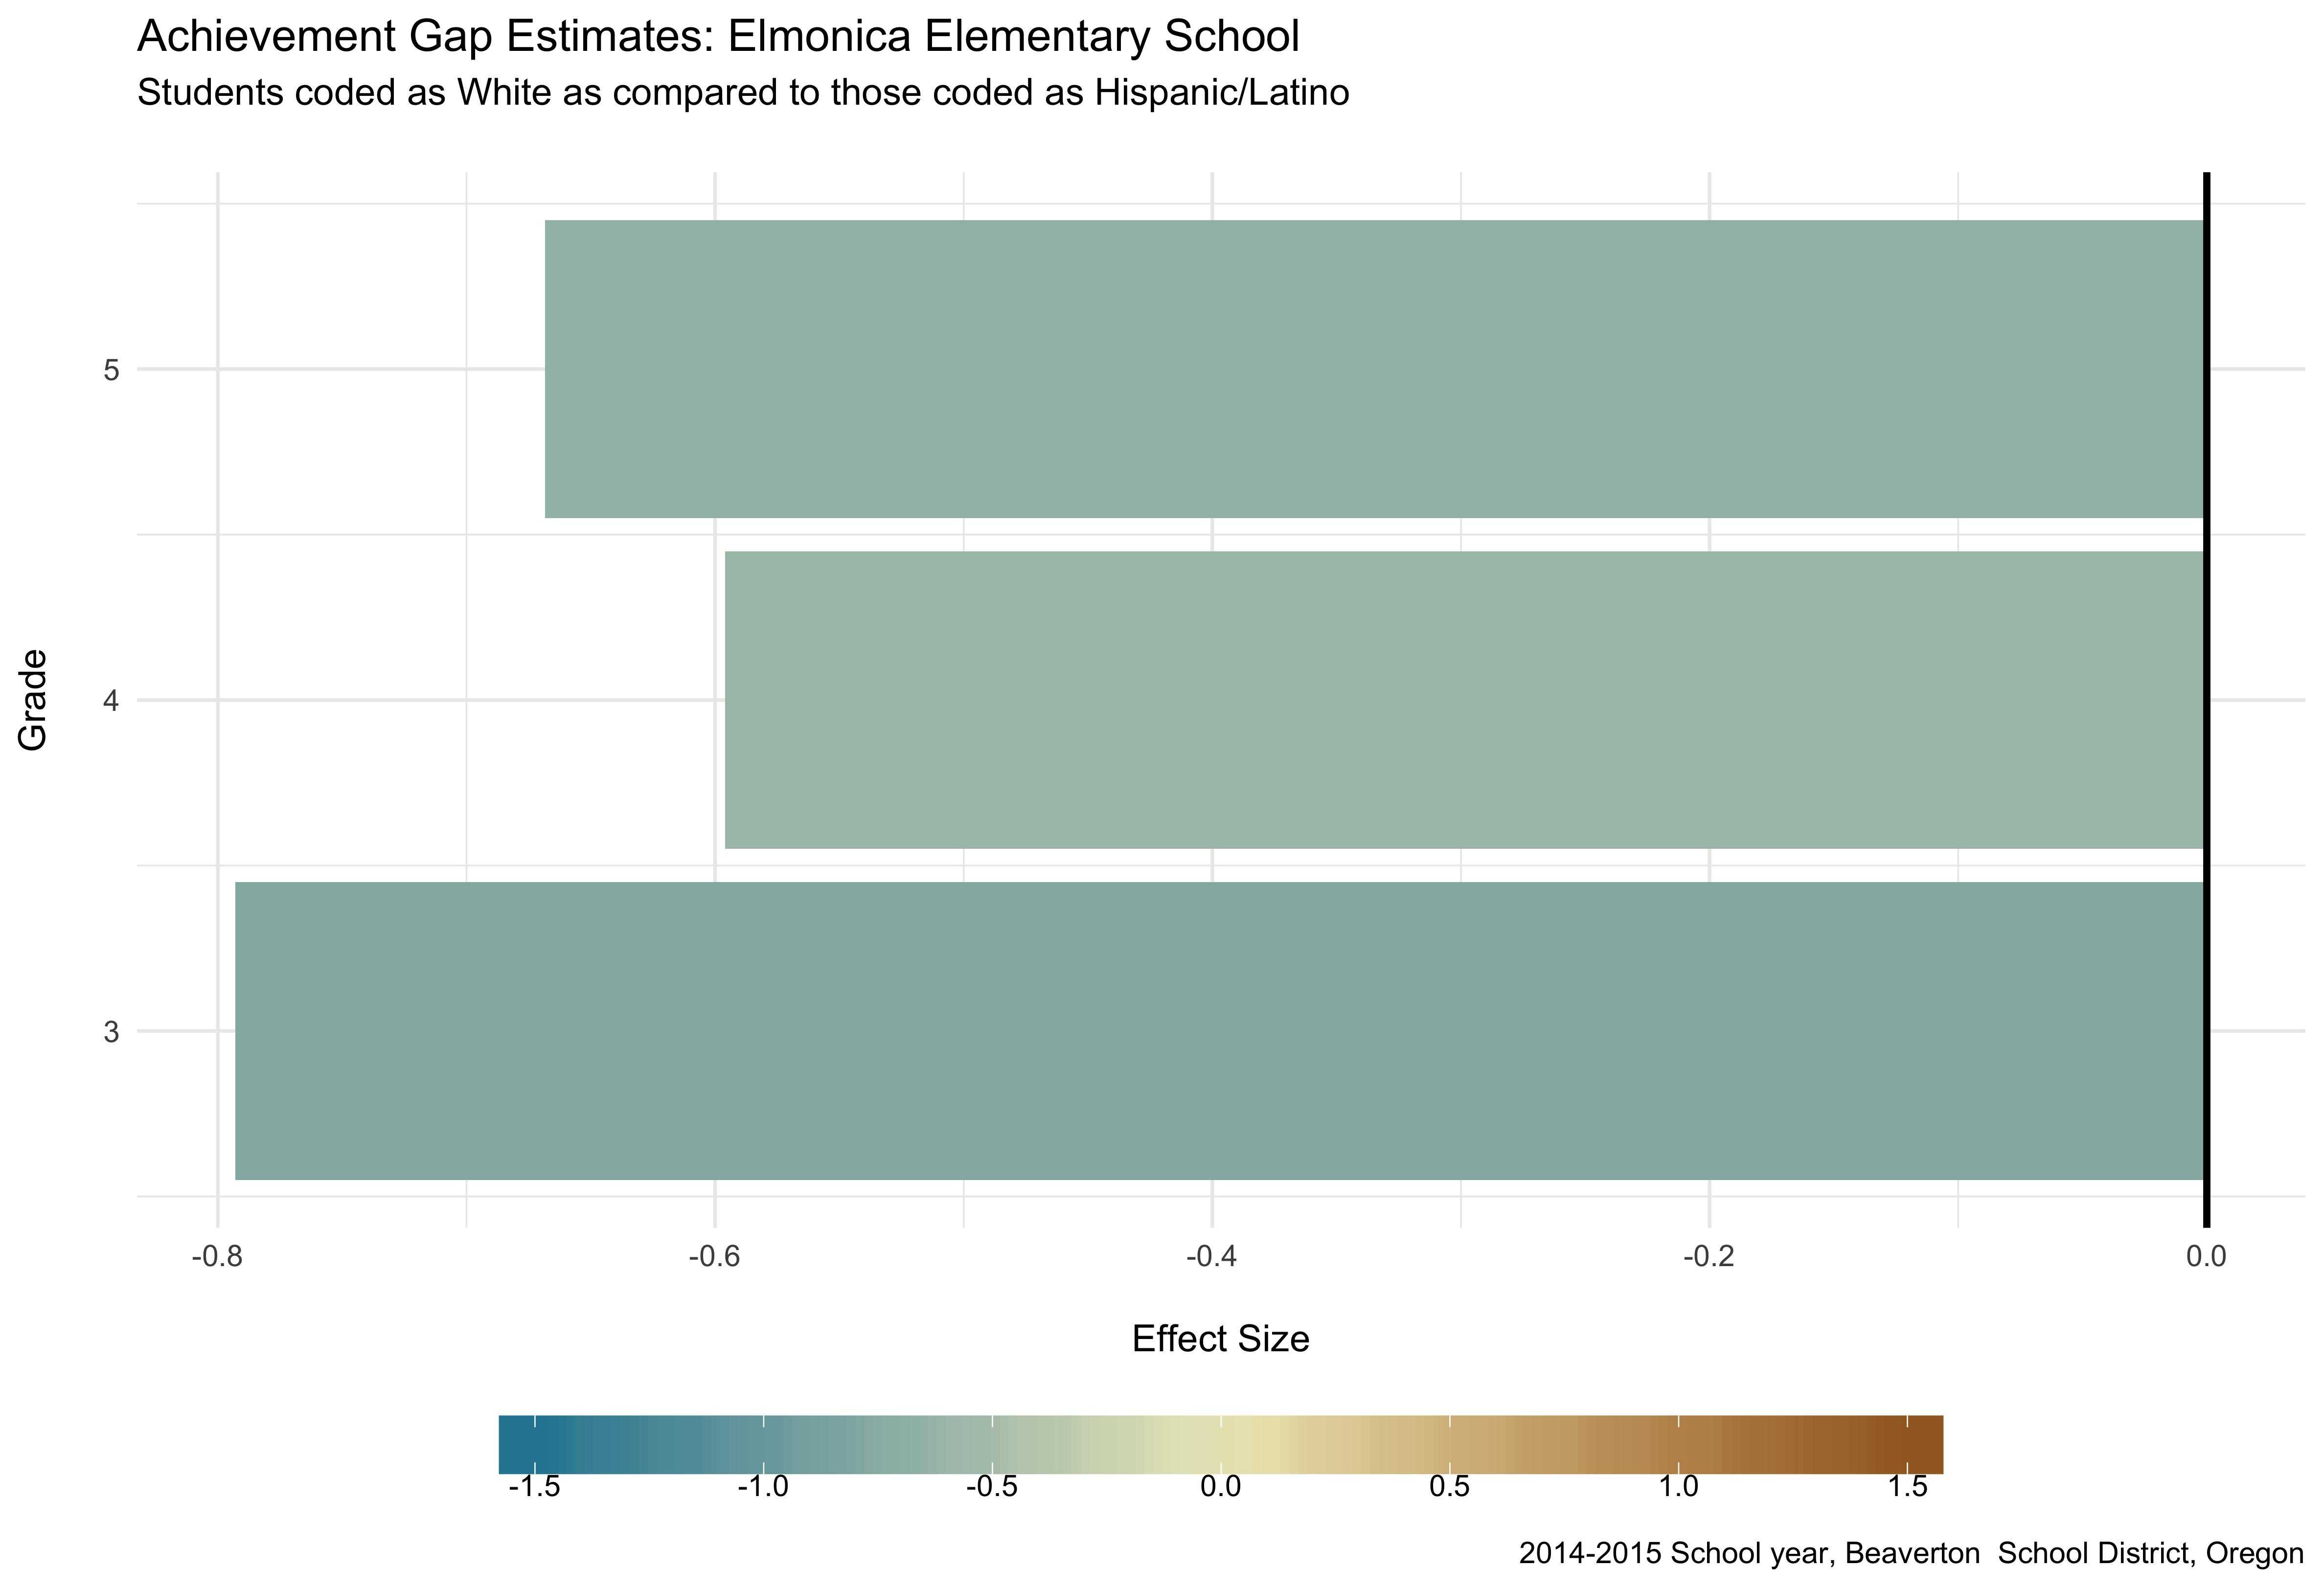 Achievement Gap Estimates: Elmonica Elementary School
Students coded as White as compared to those coded as Hispanic/Latino
5
4
3
Grade
-0.8 -0.6 -0.4 -0.2 0.0
Effect Size
-1.5 -1.0 -0.5 0.0 0.5 1.0 1.5
2014-2015 School year, Beaverton  School District, Oregon